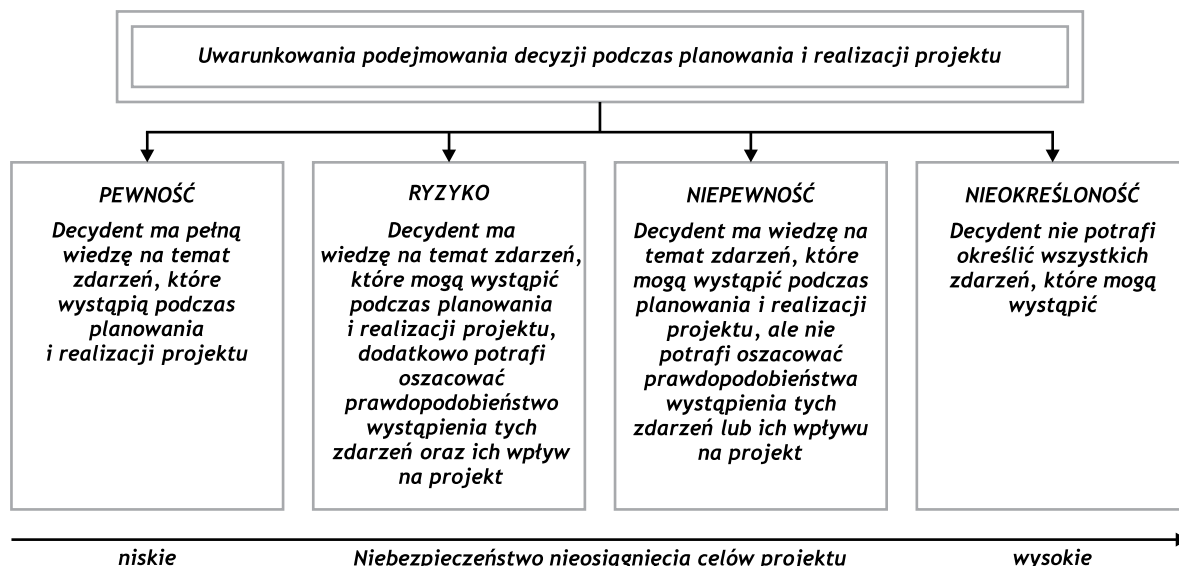 Uwarunkowania podejmowania decyzji podczas planowania i realizacji projektu
PEWNOŚĆ
Decydent ma pełną
wiedzę na temat
zdarzeń, które
wystąpią podczas
planowania
i realizacji projektu
RYZYKO
Decydent ma
wiedzę na temat zdarzeń,
które mogą wystąpić
podczas planowania
i realizacji projektu,
dodatkowo potrafi
oszacować
prawdopodobieństwo
wystąpienia tych
zdarzeń oraz ich wpływ
na projekt
NIEPEWNOŚĆ
Decydent ma wiedzę na
temat zdarzeń, które
mogą wystąpić podczas
planowania i realizacji
projektu, ale nie
potrafi oszacować
prawdopodobieństwa
wystąpienia tych
zdarzeń lub ich wpływu
na projekt
NIEOKREŚLONOŚĆ
Decydent nie potrafi
określić wszystkich
zdarzeń, które mogą
wystąpić
niskie Niebezpieczeństwo nieosiągnięcia celów projektu wysokie